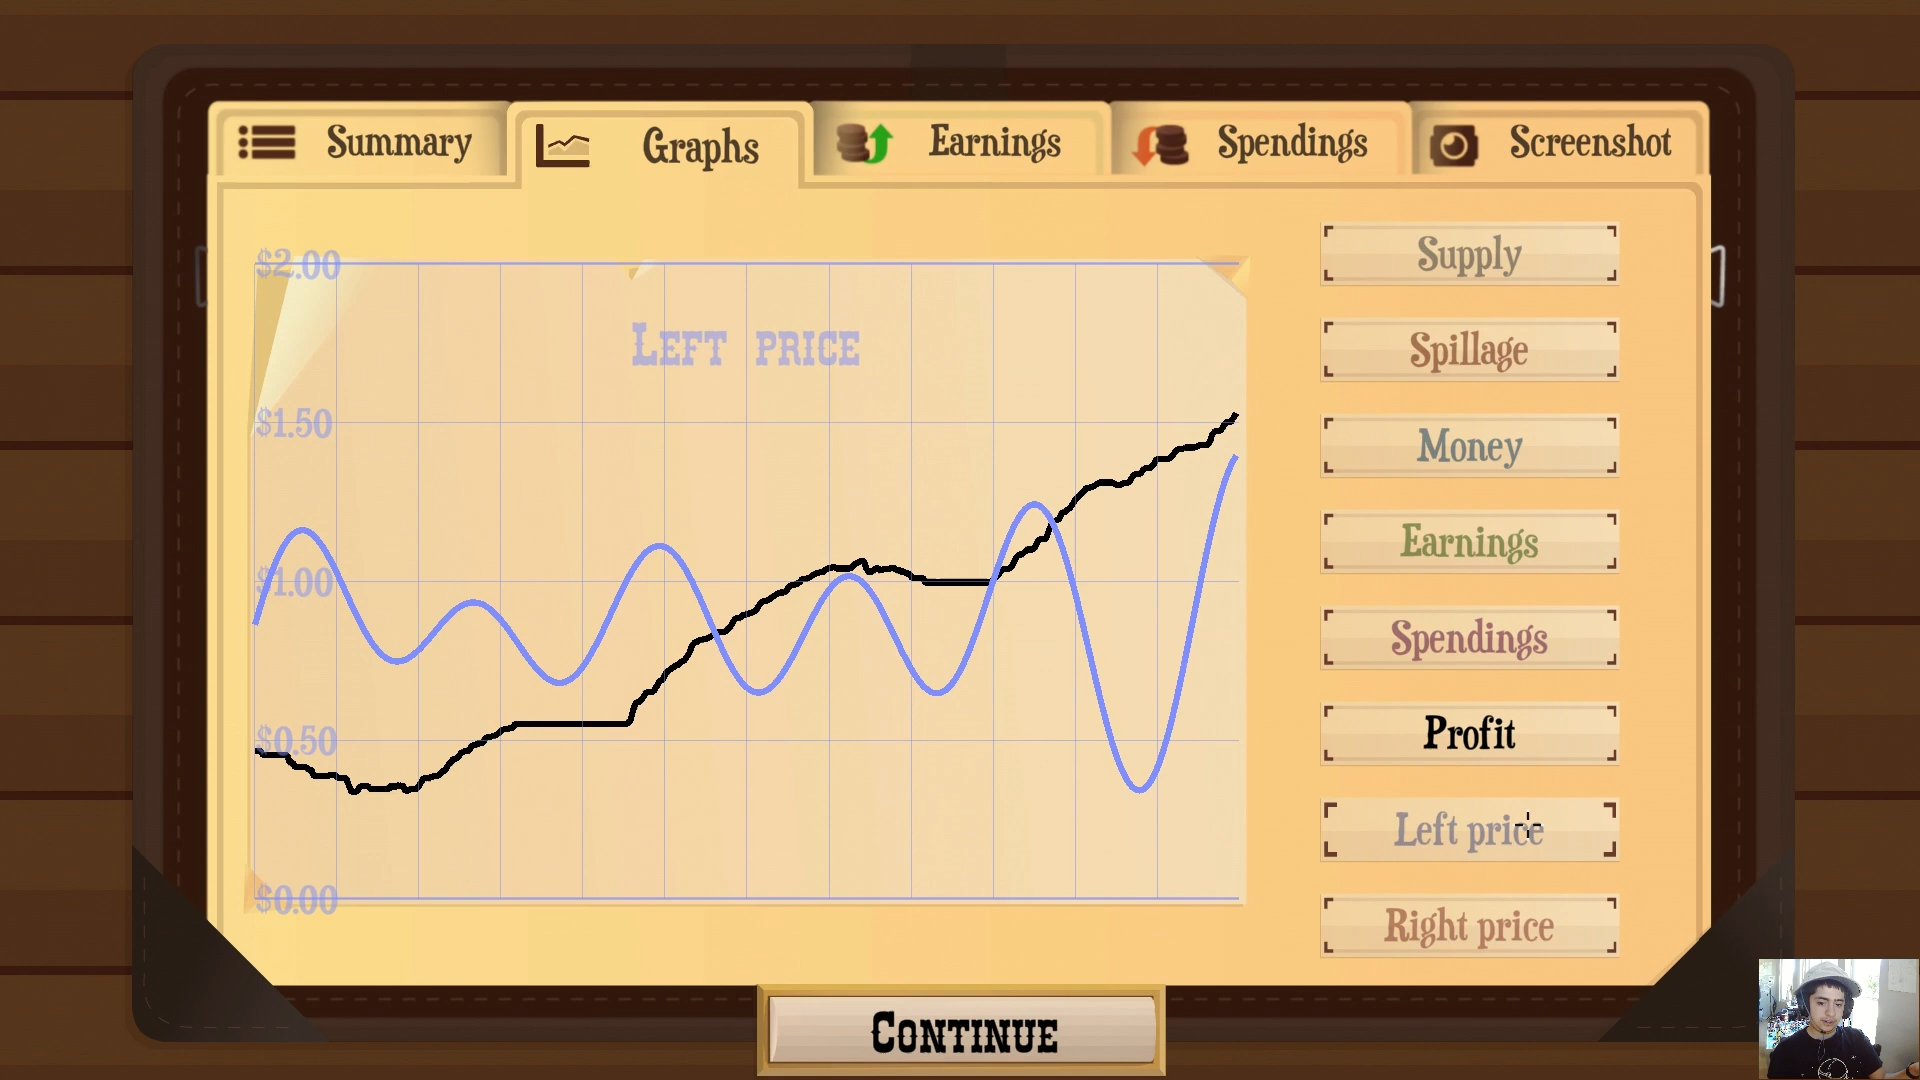 Summary
Graphs
Earnings
Spendings
Screenshot
$2.00
LEFT PRICE
$1.50
$1.00
$0.50
$0.00
Supply
Spillage
Money
Earnings
Spendings
Profit
Left price
Right price
CONTINUE